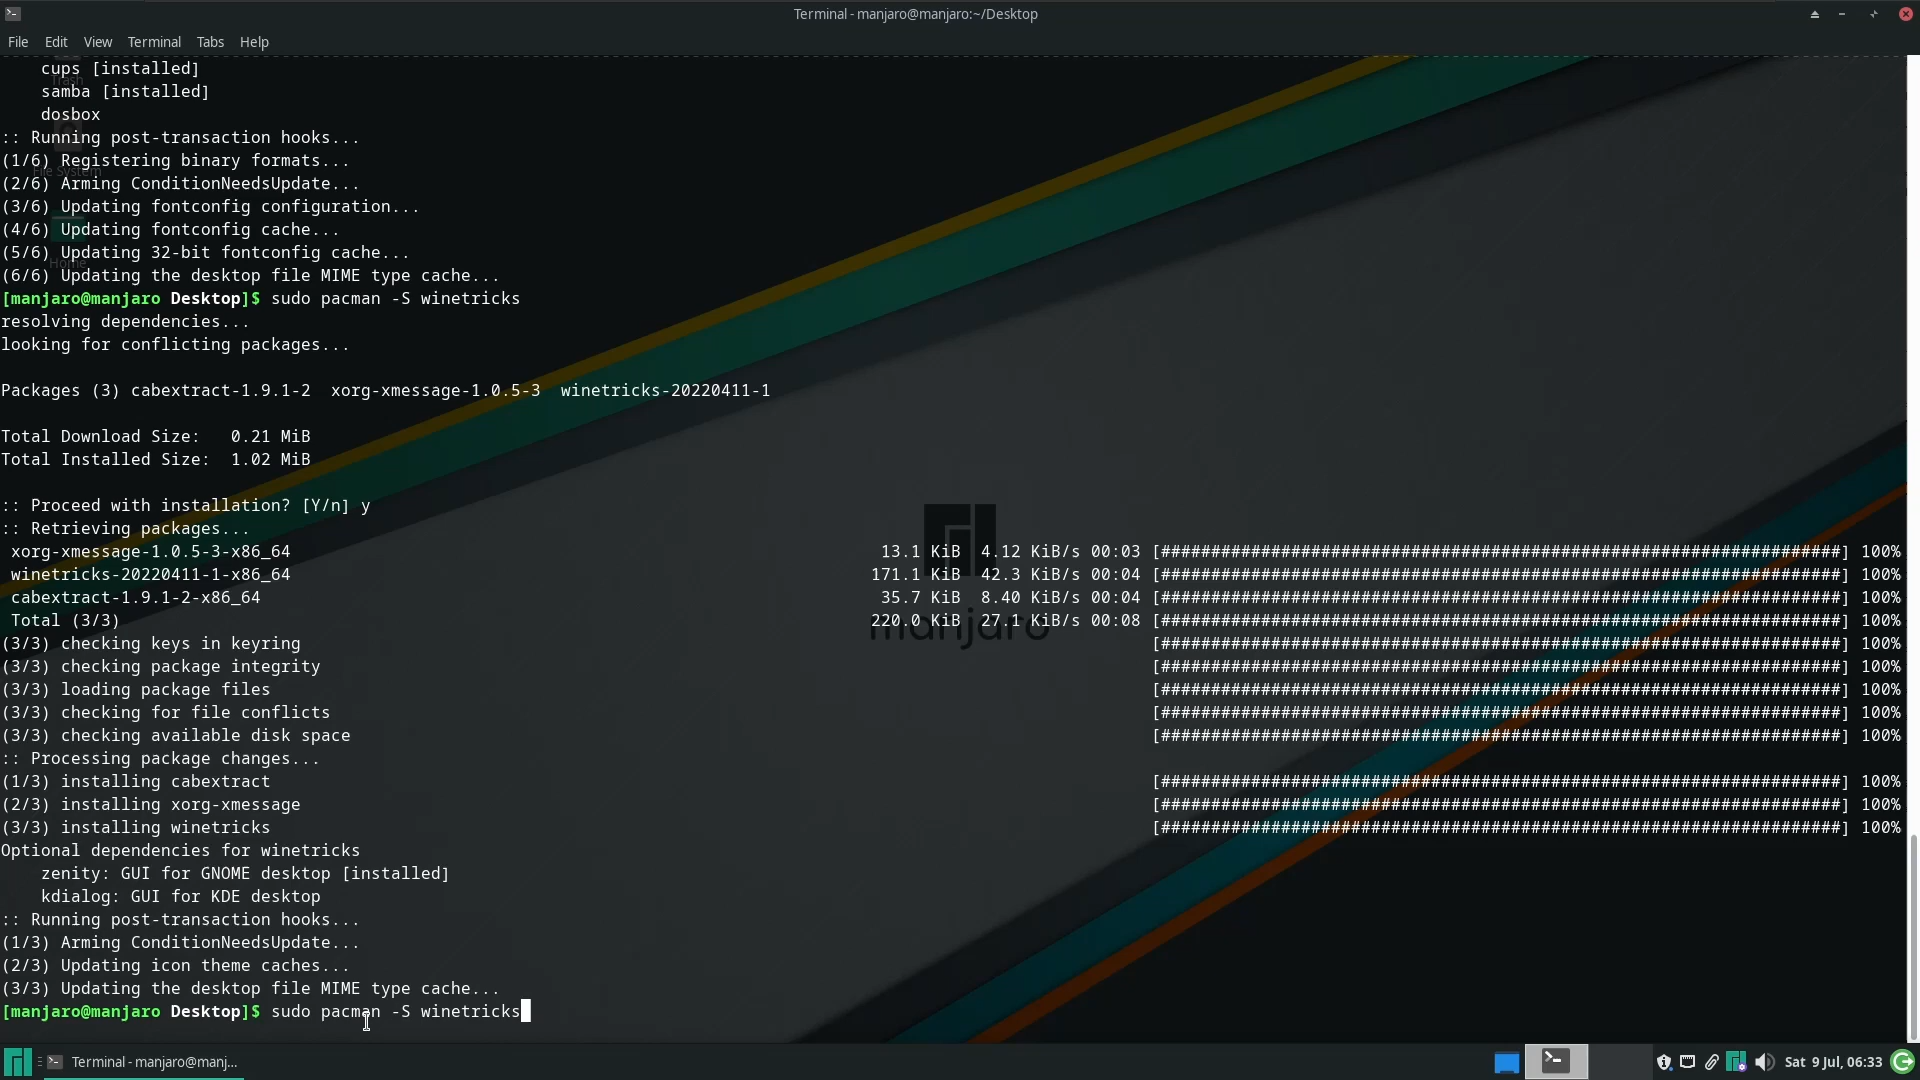 Terminal - manjaro@manjaro:~/Desktop
File Edit View Terminal Tabs Help
Trash
File System
Home
    cups [installed]
    samba [installed]
    dosbox
:: Running post-transaction hooks...
(1/6) Registering binary formats...
(2/6) Arming ConditionNeedsUpdate...
(3/6) Updating fontconfig configuration...
(4/6) Updating fontconfig cache...
(5/6) Updating 32-bit fontconfig cache...
(6/6) Updating the desktop file MIME type cache...
[manjaro@manjaro Desktop]$ sudo pacman -S winetricks
resolving dependencies...
looking for conflicting packages...
Packages (3) cabextract-1.9.1-2  xorg-xmessage-1.0.5-3  winetricks-20220411-1
Total Download Size:   0.21 MiB
Total Installed Size:  1.02 MiB
:: Proceed with installation? [Y/n] y
:: Retrieving packages...
 xorg-xmessage-1.0.5-3-x86_64 13.1 KiB  4.12 KiB/s 00:03 [####################################################################] 100%
 winetricks-20220411-1-x86_64 171.1 KiB  42.3 KiB/s 00:04 [####################################################################] 100%
 cabextract-1.9.1-2-x86_64 35.7 KiB  8.40 KiB/s 00:04 [####################################################################] 100%
 Total (3/3) 220.0 KiB  27.1 KiB/s 00:08 [####################################################################] 100%
manjaro
(3/3) checking keys in keyring [####################################################################] 100%
(3/3) checking package integrity [####################################################################] 100%
(3/3) loading package files [####################################################################] 100%
(3/3) checking for file conflicts [####################################################################] 100%
(3/3) checking available disk space [####################################################################] 100%
:: Processing package changes...
(1/3) installing cabextract [####################################################################] 100%
(2/3) installing xorg-xmessage [####################################################################] 100%
(3/3) installing winetricks [####################################################################] 100%
Optional dependencies for winetricks
    zenity: GUI for GNOME desktop [installed]
    kdialog: GUI for KDE desktop
:: Running post-transaction hooks...
(1/3) Arming ConditionNeedsUpdate...
(2/3) Updating icon theme caches...
(3/3) Updating the desktop file MIME type cache...
[manjaro@manjaro Desktop]$ sudo pacman -S winetricks
Terminal - manjaro@manj...
Sat 9 Jul, 06:33